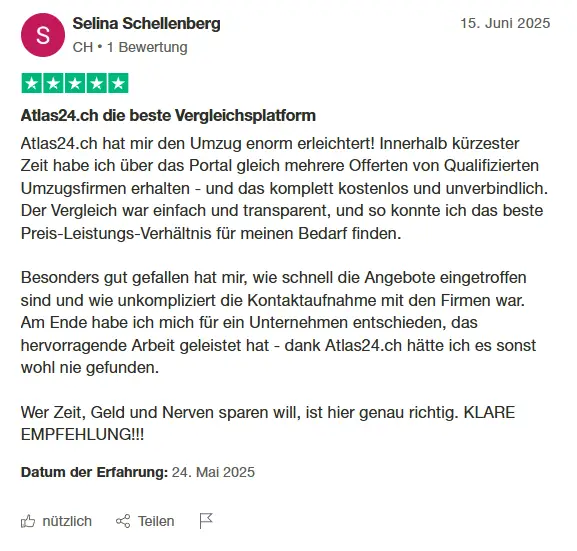 S
Selina Schellenberg
15. Juni 2025
CH • 1 Bewertung
Atlas24.ch die beste Vergleichsplatform
Atlas24.ch hat mir den Umzug enorm erleichtert! Innerhalb kürzester
Zeit habe ich über das Portal gleich mehrere Offerten von Qualifizierten
Umzugsfirmen erhalten - und das komplett kostenlos und unverbindlich.
Der Vergleich war einfach und transparent, und so konnte ich das beste
Preis-Leistungs-Verhältnis für meinen Bedarf finden.
Besonders gut gefallen hat mir, wie schnell die Angebote eingetroffen
sind und wie unkompliziert die Kontaktaufnahme mit den Firmen war.
Am Ende habe ich mich für ein Unternehmen entschieden, das
hervorragende Arbeit geleistet hat - dank Atlas24.ch hätte ich es sonst
wohl nie gefunden.
Wer Zeit, Geld und Nerven sparen will, ist hier genau richtig. KLARE
EMPFEHLUNG!!!
Datum der Erfahrung: 24. Mai 2025
nützlich
Teilen